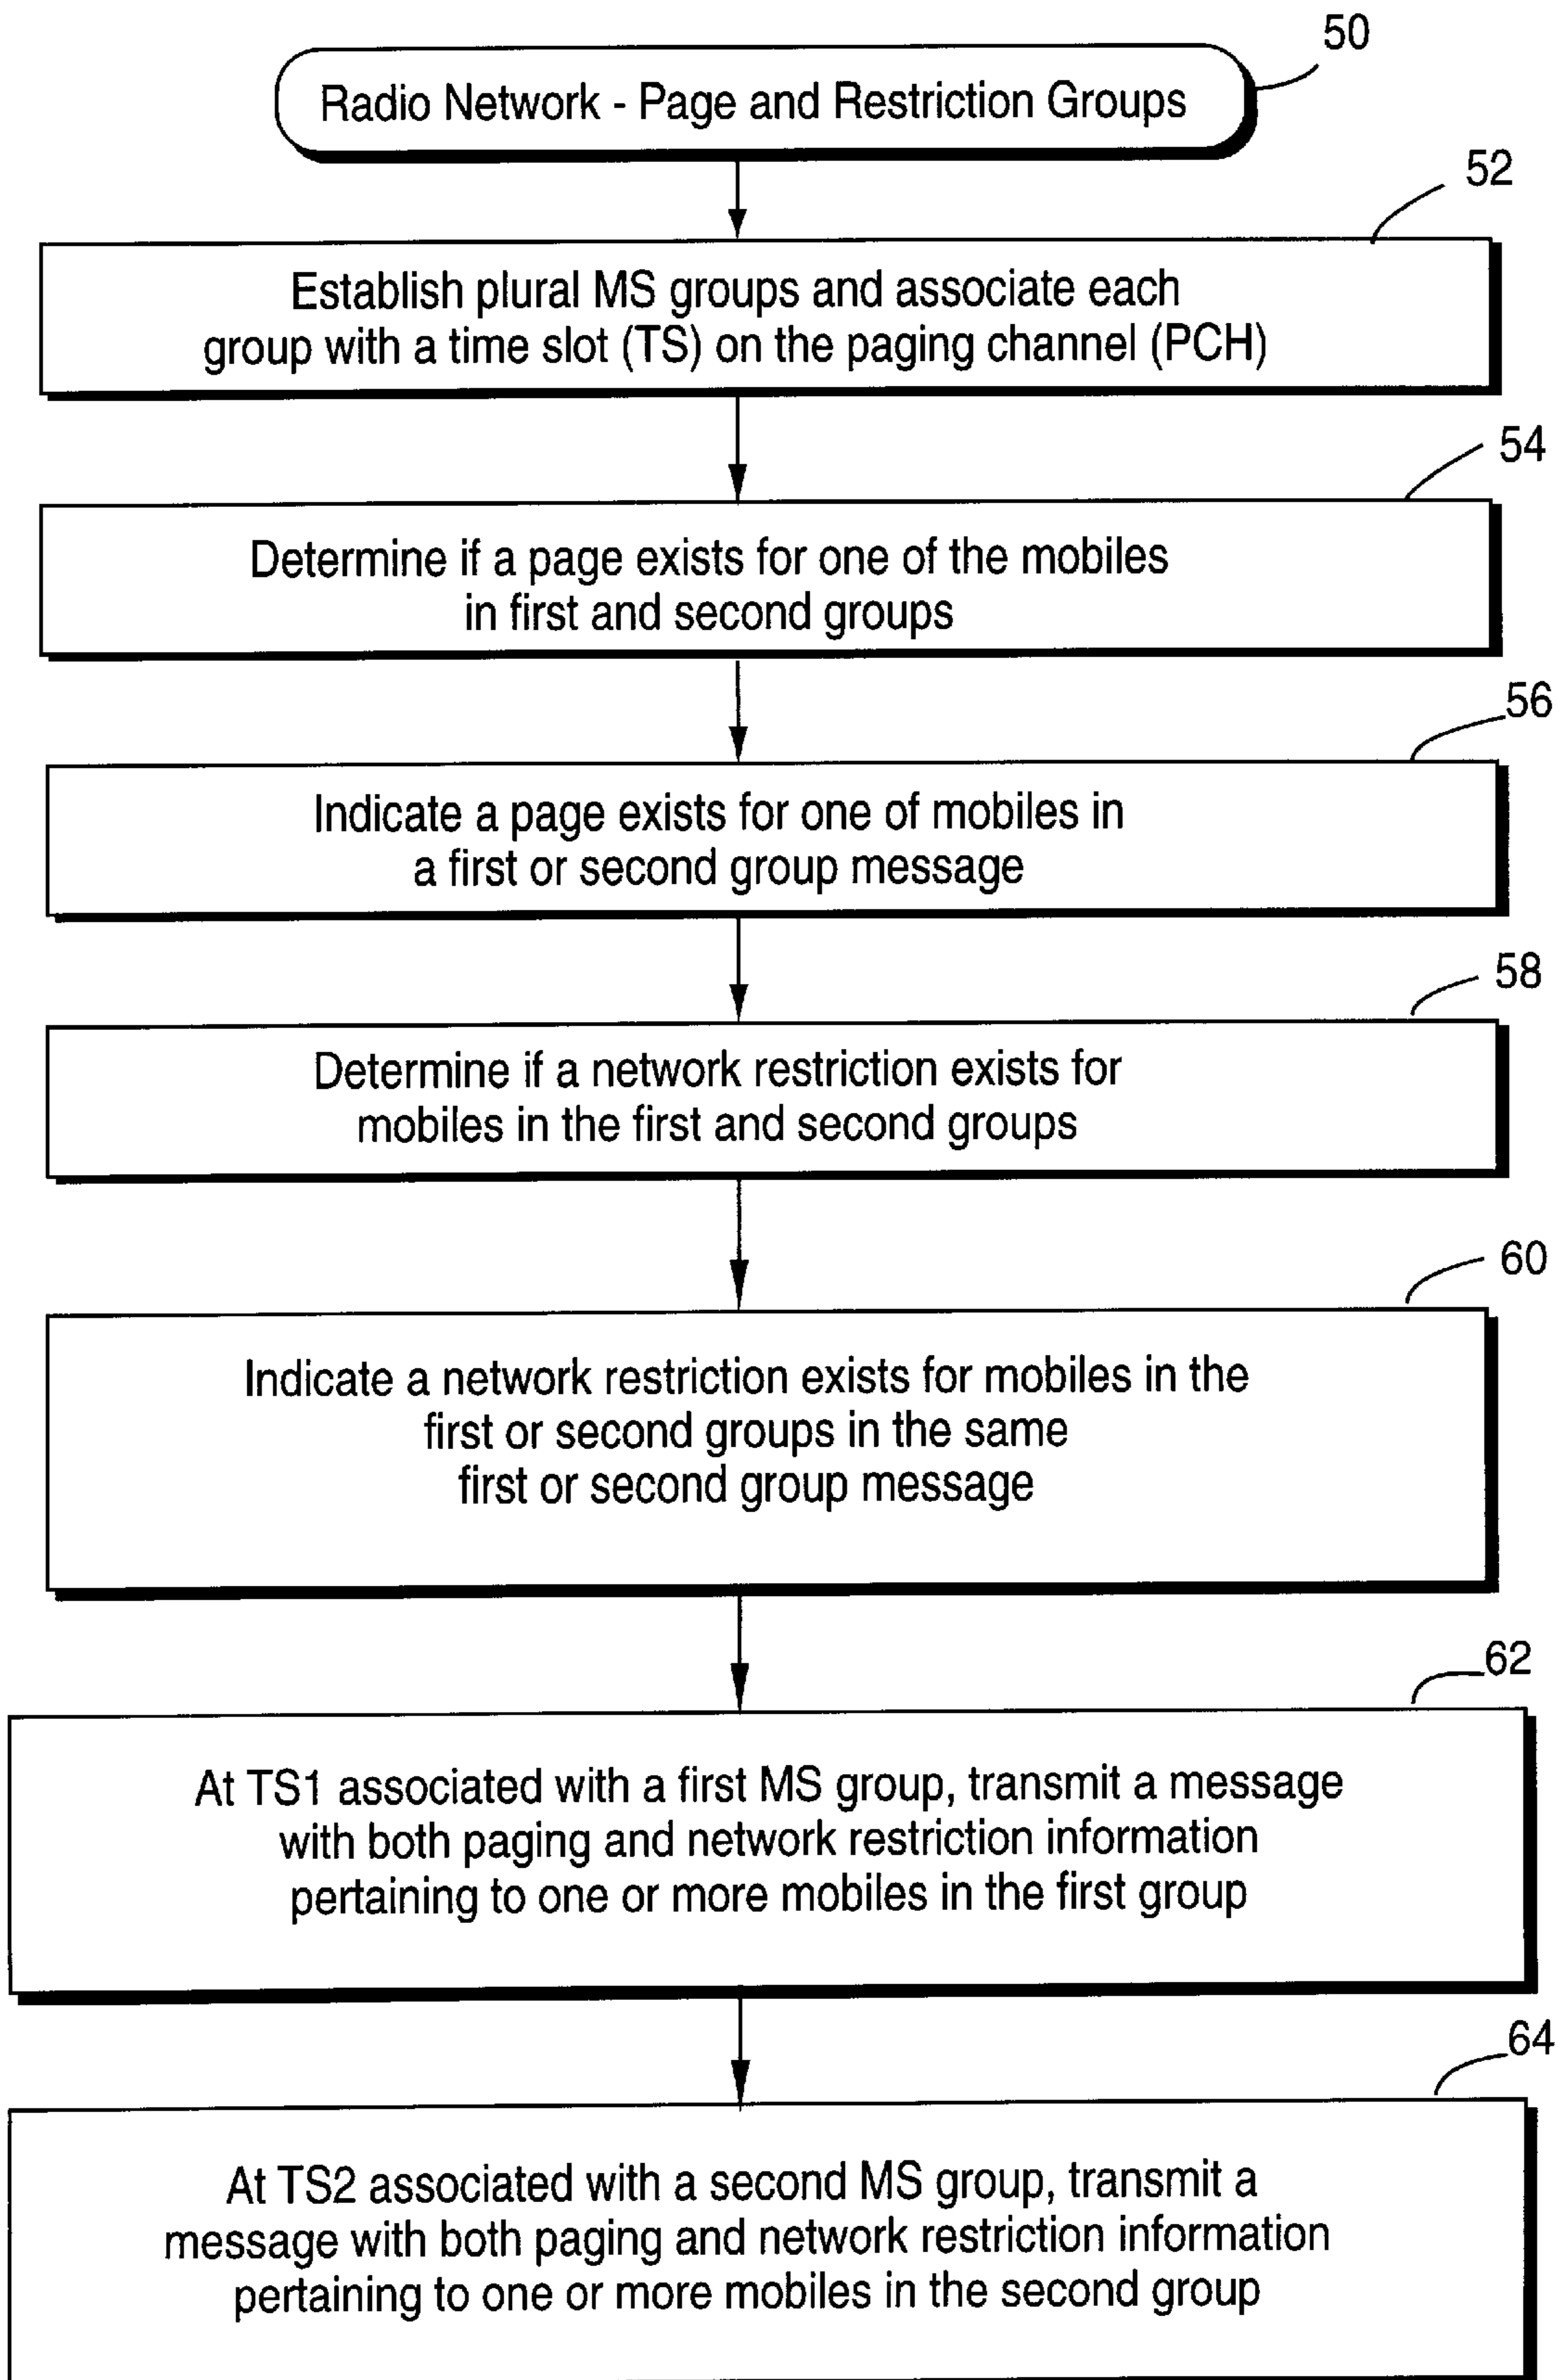 50
Radio Network - Page and Restriction Groups
52
Establish plural MS groups and associate each
group with a time slot (TS) on the paging channel (PCH)
54
Determine if a page exists for one of the mobiles
in first and second groups
56
Indicate a page exists for one of mobiles in
a first or second group message
58
Determine if a network restriction exists for
mobiles in the first and second groups
60
Indicate a network restriction exists for mobiles in the
first or second groups in the same
first or second group message
62
At TS1 associated with a first MS group, transmit a message
with both paging and network restriction information
pertaining to one or more mobiles in the first group
64
At TS2 associated with a second MS group, transmit a
message with both paging and network restriction information
pertaining to one or more mobiles in the second group